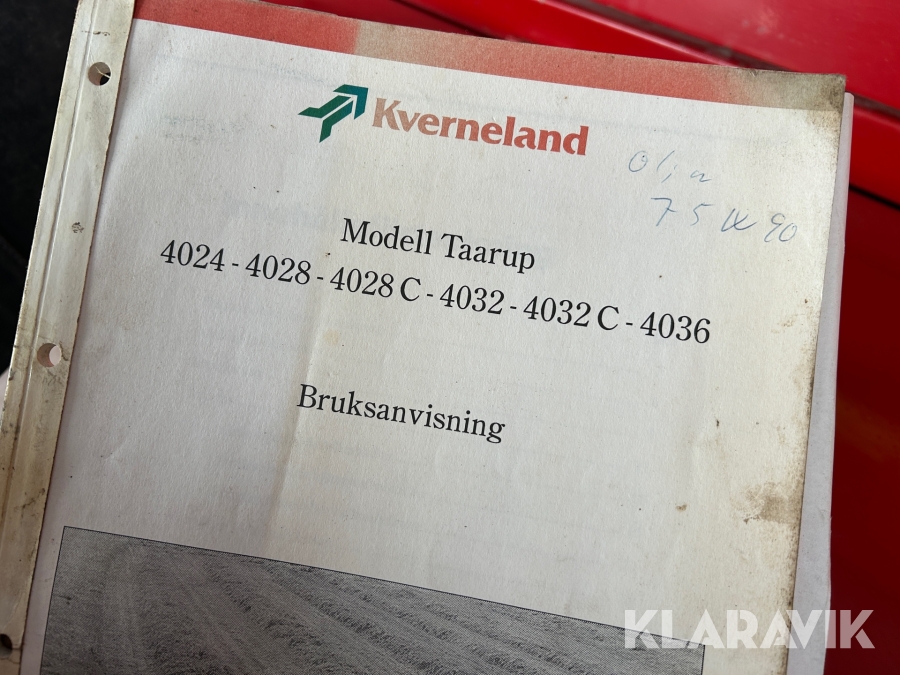 Kverneland
Olja
75W90
Modell Taarup
4024 - 4028 - 4028 C - 4032 - 4032 C - 4036
Bruksanvisning
KLARAVIK